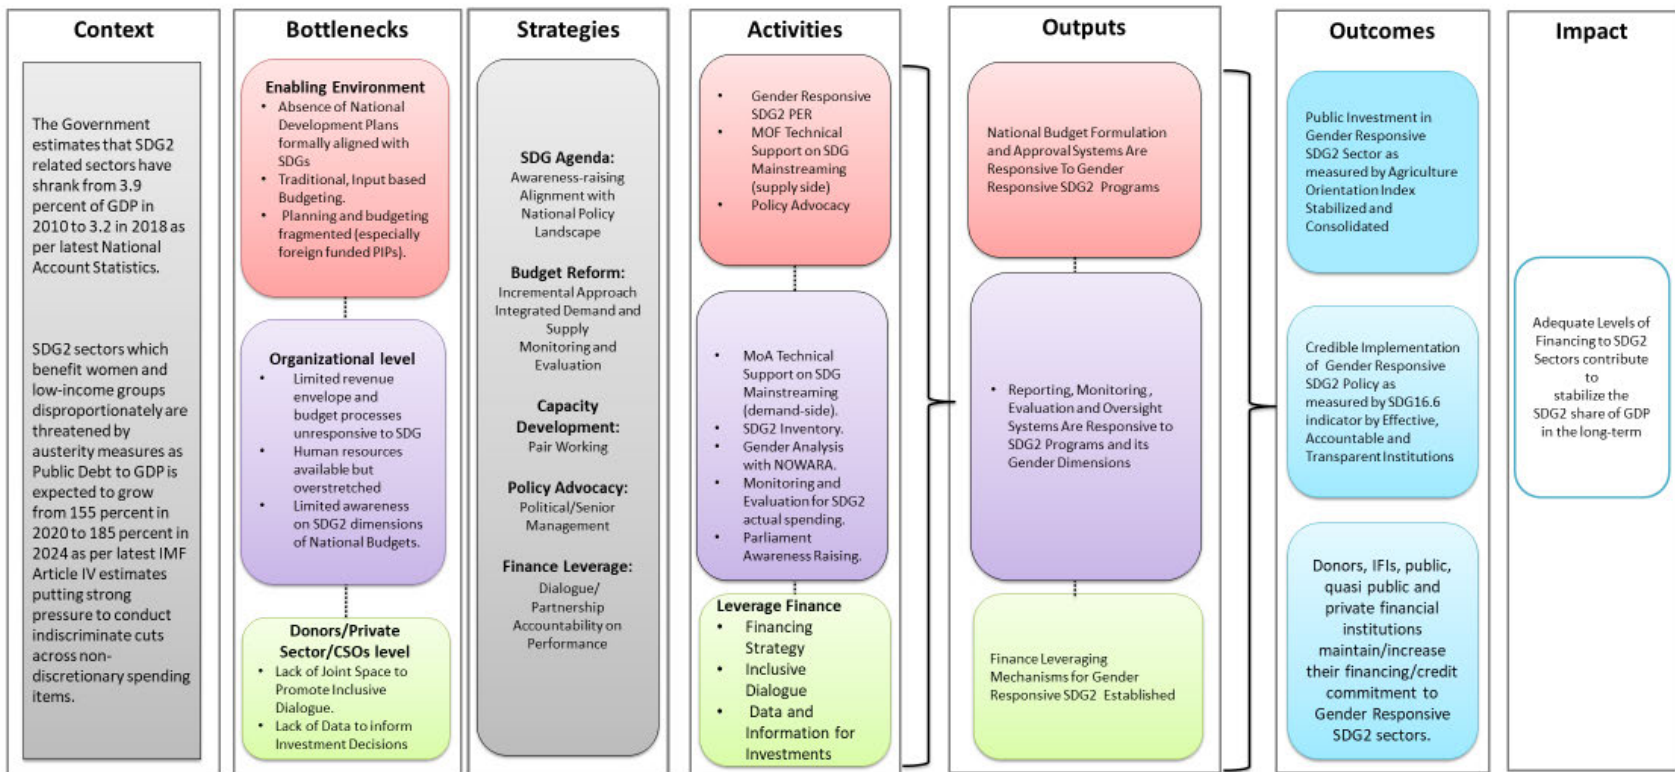 Context
The Government
estimates that SDG2
related sectors have
shrank from 3.9
percent of GDP in
2010 to 3.2 in 2018 as
per latest National
Account Statistics.
SDG2 sectors which
benefit women and
low-income groups
disproportionately are
threatened by
austerity measures as
Public Debt to GDP is
expected to grow
from 155 percent in
2020 to 185 percent in
2024 as per latest IMF
Article IV estimates
putting strong
pressure to conduct
indiscriminate cuts
across non-
discretionary spending
items.
Bottlenecks
Enabling Environment
• Absence of National
Development Plans
formally aligned with
SDGs
• Traditional, Input based
Budgeting.
• Planning and budgeting
fragmented (especially
foreign funded PIPs).
Organizational level
• Limited revenue
envelope and
budget processes
unresponsive to SDG
• Human resources
available but
overstretched
• Limited awareness
on SDG2 dimensions
of National Budgets.
Donors/Private
Sector/CSOs level
• Lack of Joint Space to
Promote Inclusive
Dialogue.
• Lack of Data to inform
Investment Decisions
Strategies
SDG Agenda:
Awareness-raising
Alignment with
National Policy
Landscape
Budget Reform:
Incremental Approach
Integrated Demand and
Supply
Monitoring and
Evaluation
Capacity
Development:
Pair Working
Policy Advocacy:
Political/Senior
Management
Finance Leverage:
Dialogue/
Partnership
Accountability on
Performance
Activities
• Gender Responsive
SDG2 PER
• MOF Technical
Support on SDG
Mainstreaming
(supply side)
• Policy Advocacy
• MoA Technical
Support on SDG
Mainstreaming
(demand-side).
• SDG2 Inventory.
• Gender Analysis
with NOWARA.
• Monitoring and
Evaluation for SDG2
actual spending.
• Parliament
Awareness Raising.
Leverage Finance
• Financing
Strategy
• Inclusive
Dialogue
• Data and
Information for
Investments
Outputs
National Budget Formulation
and Approval Systems Are
Responsive To Gender
Responsive SDG2 Programs
• Reporting, Monitoring ,
Evaluation and Oversight
Systems Are Responsive to
SDG2 Programs and its
Gender Dimensions
Finance Leveraging
Mechanisms for Gender
Responsive SDG2 Established
Outcomes
Public Investment in
Gender Responsive
SDG2 Sector as
measured by Agriculture
Orientation Index
Stabilized and
Consolidated
Credible Implementation
of Gender Responsive
SDG2 Policy as
measured by SDG16.6
indicator by Effective,
Accountable and
Transparent Institutions
Donors, IFIs, public,
quasi public and
private financial
institutions
maintain/increase
their financing/credit
commitment to
Gender Responsive
SDG2 sectors.
Impact
Adequate Levels of
Financing to SDG2
Sectors contribute
to
stabilize the
SDG2 share of GDP
in the long-term